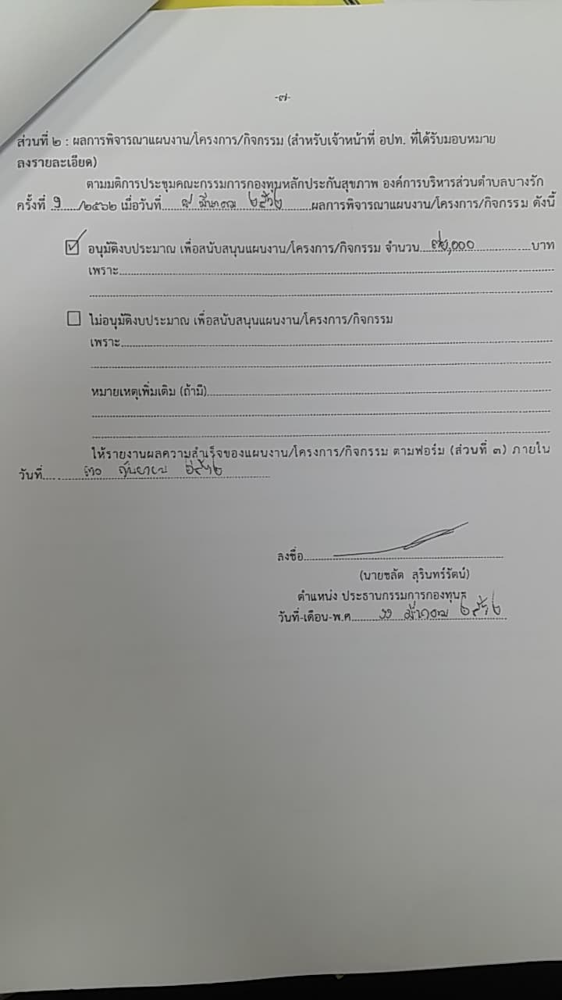 -๗-
ส่วนที่ ๒ : ผลการพิจารณาแผนงาน/โครงการ/กิจกรรม (สำหรับเจ้าหน้าที่ อปท. ที่ได้รับมอบหมาย
ลงรายละเอียด)
ตามมติการประชุมคณะกรรมการกองทุนหลักประกันสุขภาพ องค์การบริหารส่วนตำบลบางรัก
ครั้งที่ ๑ /๒๕๖๒ เมื่อวันที่ มีนาคม ๒๕๖๒ ผลการพิจารณาแผนงาน/โครงการ/กิจกรรม ดังนี้
อนุมัติงบประมาณ เพื่อสนับสนุนแผนงาน/โครงการ/กิจกรรม จำนวน บาท
เพราะ
ไม่อนุมัติงบประมาณ เพื่อสนับสนุนแผนงาน/โครงการ/กิจกรรม
เพราะ
หมายเหตุเพิ่มเติม (ถ้ามี)
ให้รายงานผลความสำเร็จของแผนงาน/โครงการ/กิจกรรม ตามฟอร์ม (ส่วนที่ ๓) ภายใน
วันที่ ๓๐ กันยายน ๒๕๖๒
ลงชื่อ
(นายชลัด สุรินทร์รัตน์)
ตำแหน่ง ประธานกรรมการกองทุนฯ
วันที่-เดือน-พ.ศ. มีนาคม ๒๕๖๒